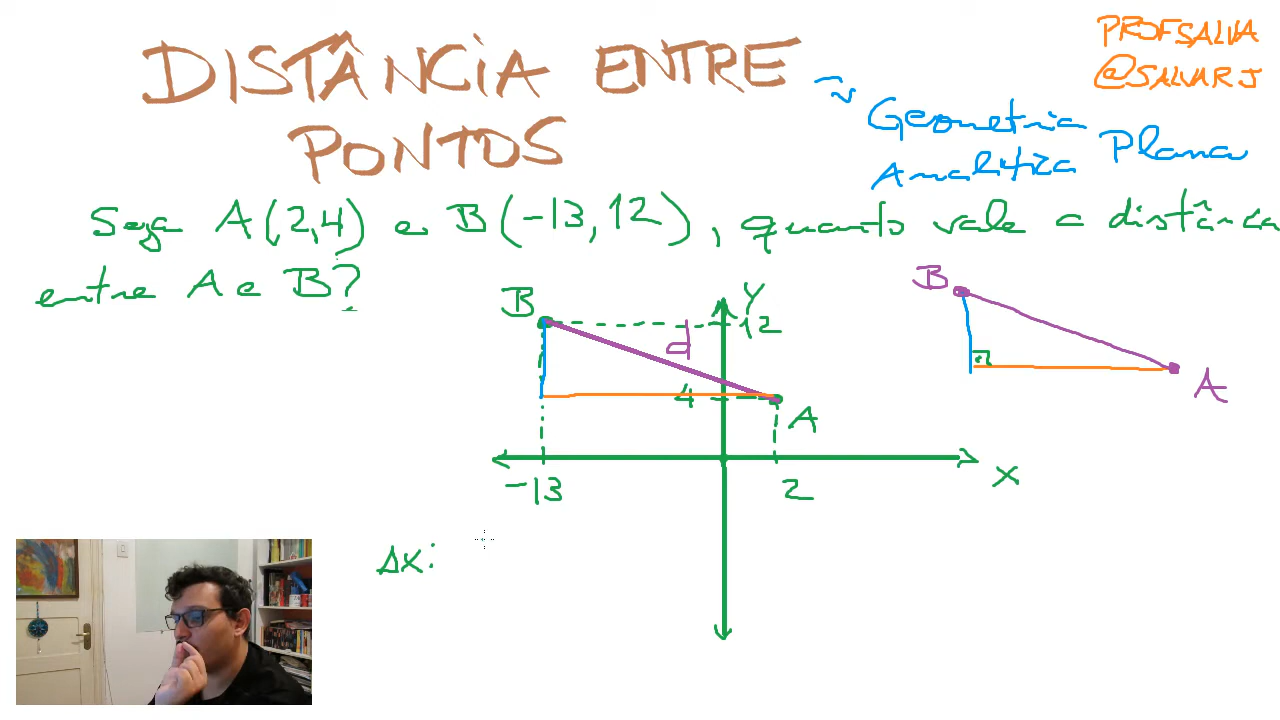 DISTÂNCIA ENTRE
PONTOS
PROFSALVA
@SALVARJ
Geometria
Analítica Plana
Seja A(2,4) e B(-13,12), quanto vale a distância
entre A e B?
B
Y
12
d
4
A
-13
2
X
B
A
Δx: